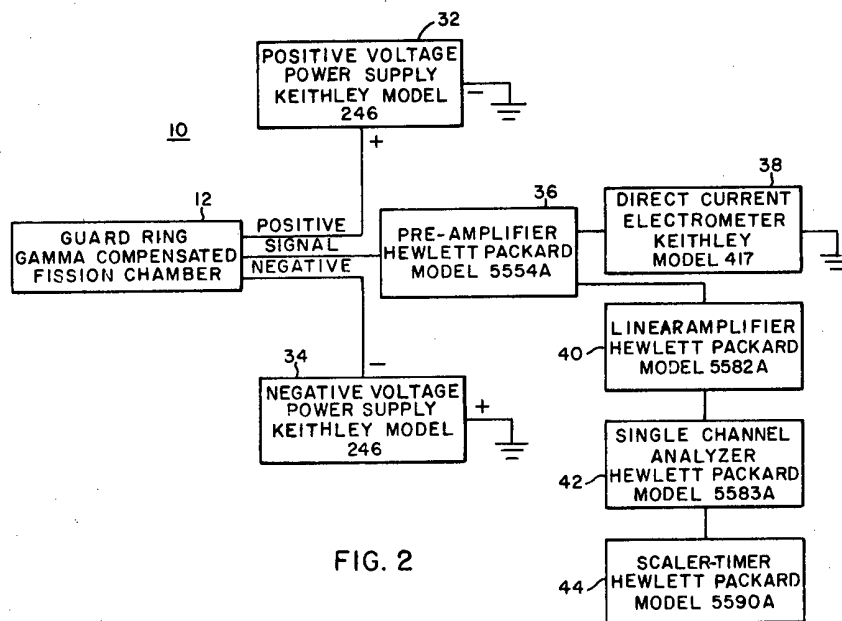 32
POSITIVE VOLTAGE
POWER SUPPLY
KEITHLEY MODEL
246
-
+
10
12
GUARD RING
GAMMA COMPENSATED
FISSION CHAMBER
POSITIVE
SIGNAL
NEGATIVE
36
PRE-AMPLIFIER
HEWLETT PACKARD
MODEL 5554A
38
DIRECT CURRENT
ELECTROMETER
KEITHLEY
MODEL 417
34
-
NEGATIVE VOLTAGE
POWER SUPPLY
KEITHLEY MODEL
246
+
40
LINEAR AMPLIFIER
HEWLETT PACKARD
MODEL 5582A
42
SINGLE CHANNEL
ANALYZER
HEWLETT PACKARD
MODEL 5583A
44
SCALER-TIMER
HEWLETT PACKARD
MODEL 5590A
FIG. 2